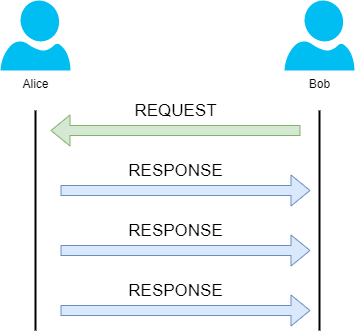 Alice
Bob
REQUEST
RESPONSE
RESPONSE
RESPONSE